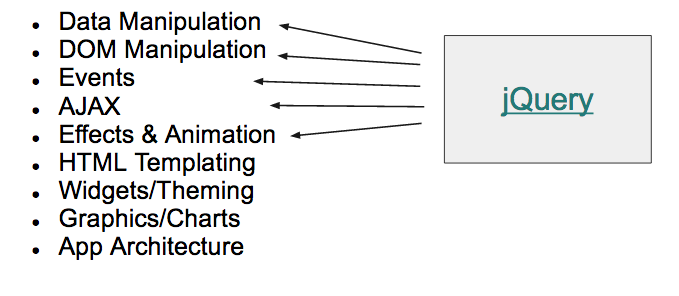 • Data Manipulation
• DOM Manipulation
• Events
• AJAX
• Effects & Animation
• HTML Templating
• Widgets/Theming
• Graphics/Charts
• App Architecture
jQuery